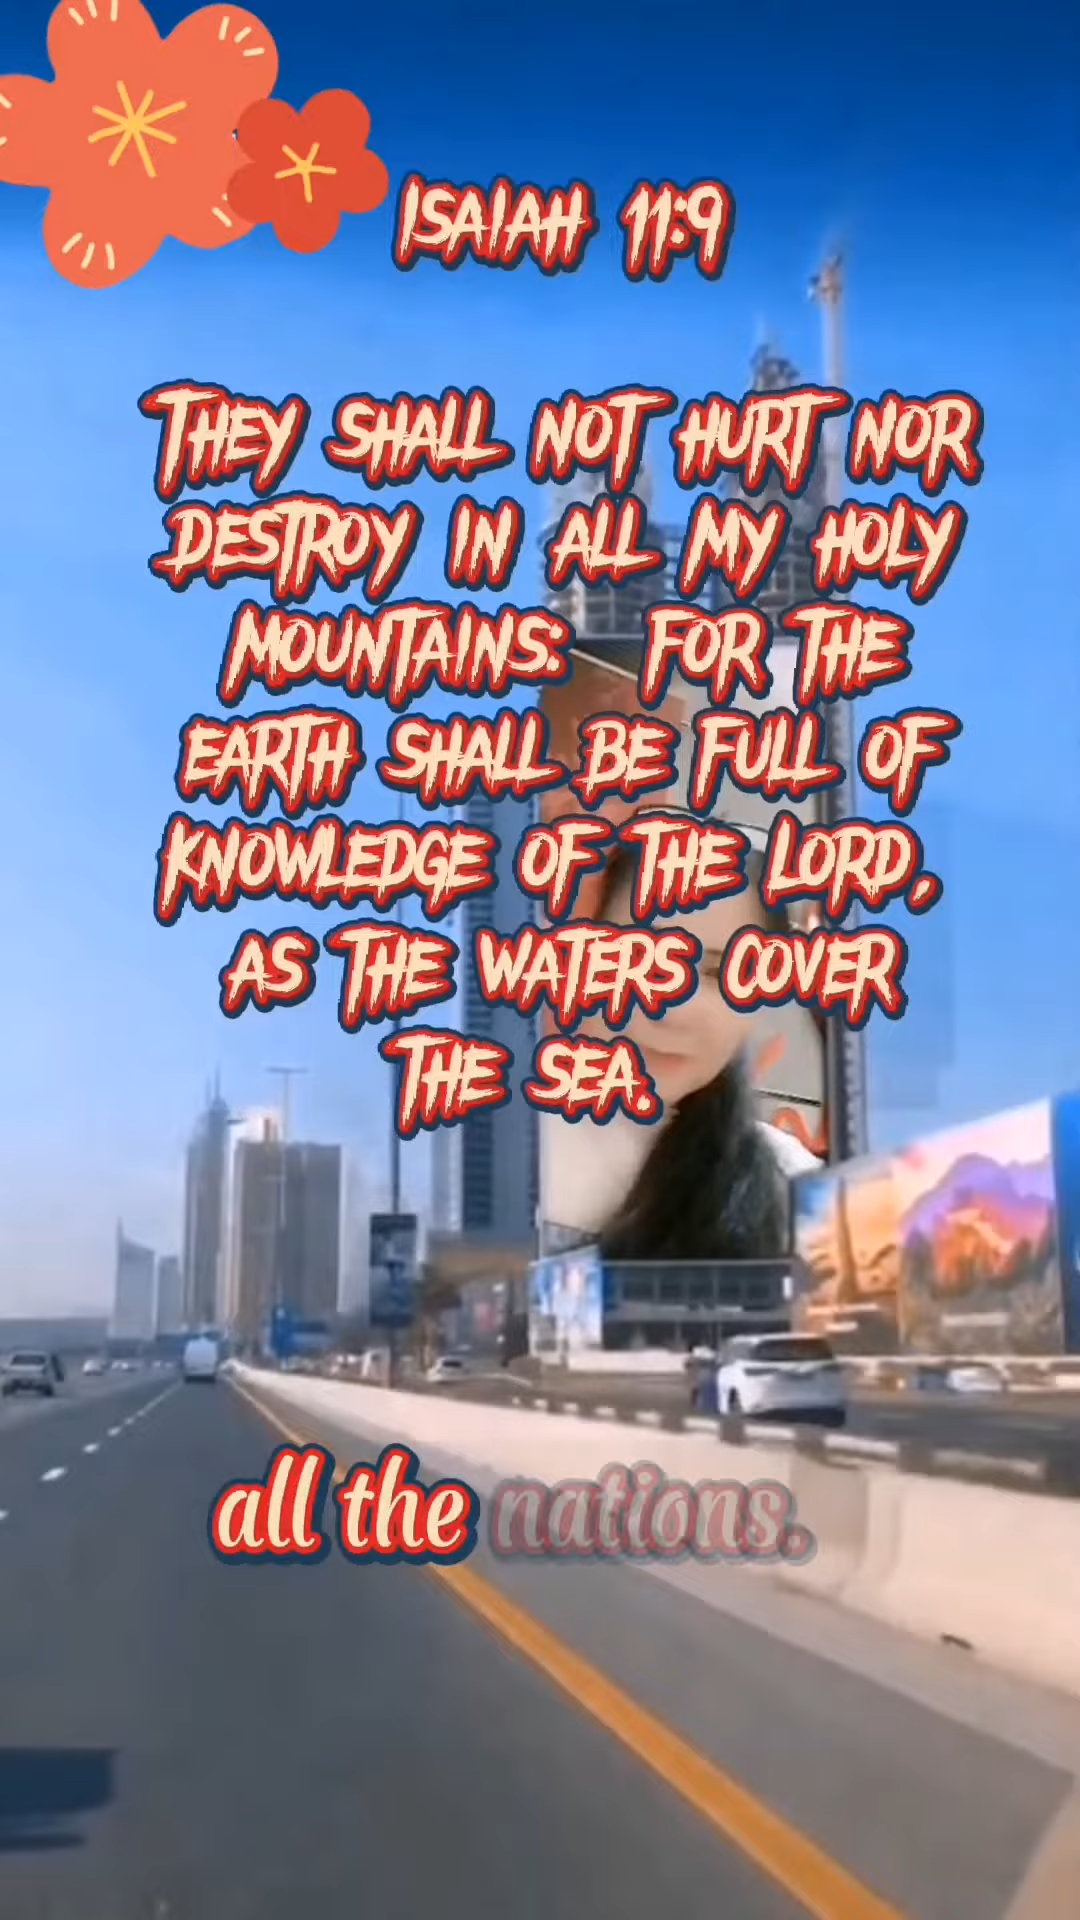 Isaiah 11:9
They shall not hurt nor
destroy in all my holy
mountains: For the
earth shall be full of
knowledge of the Lord,
as the waters cover
the sea.
all the nations.